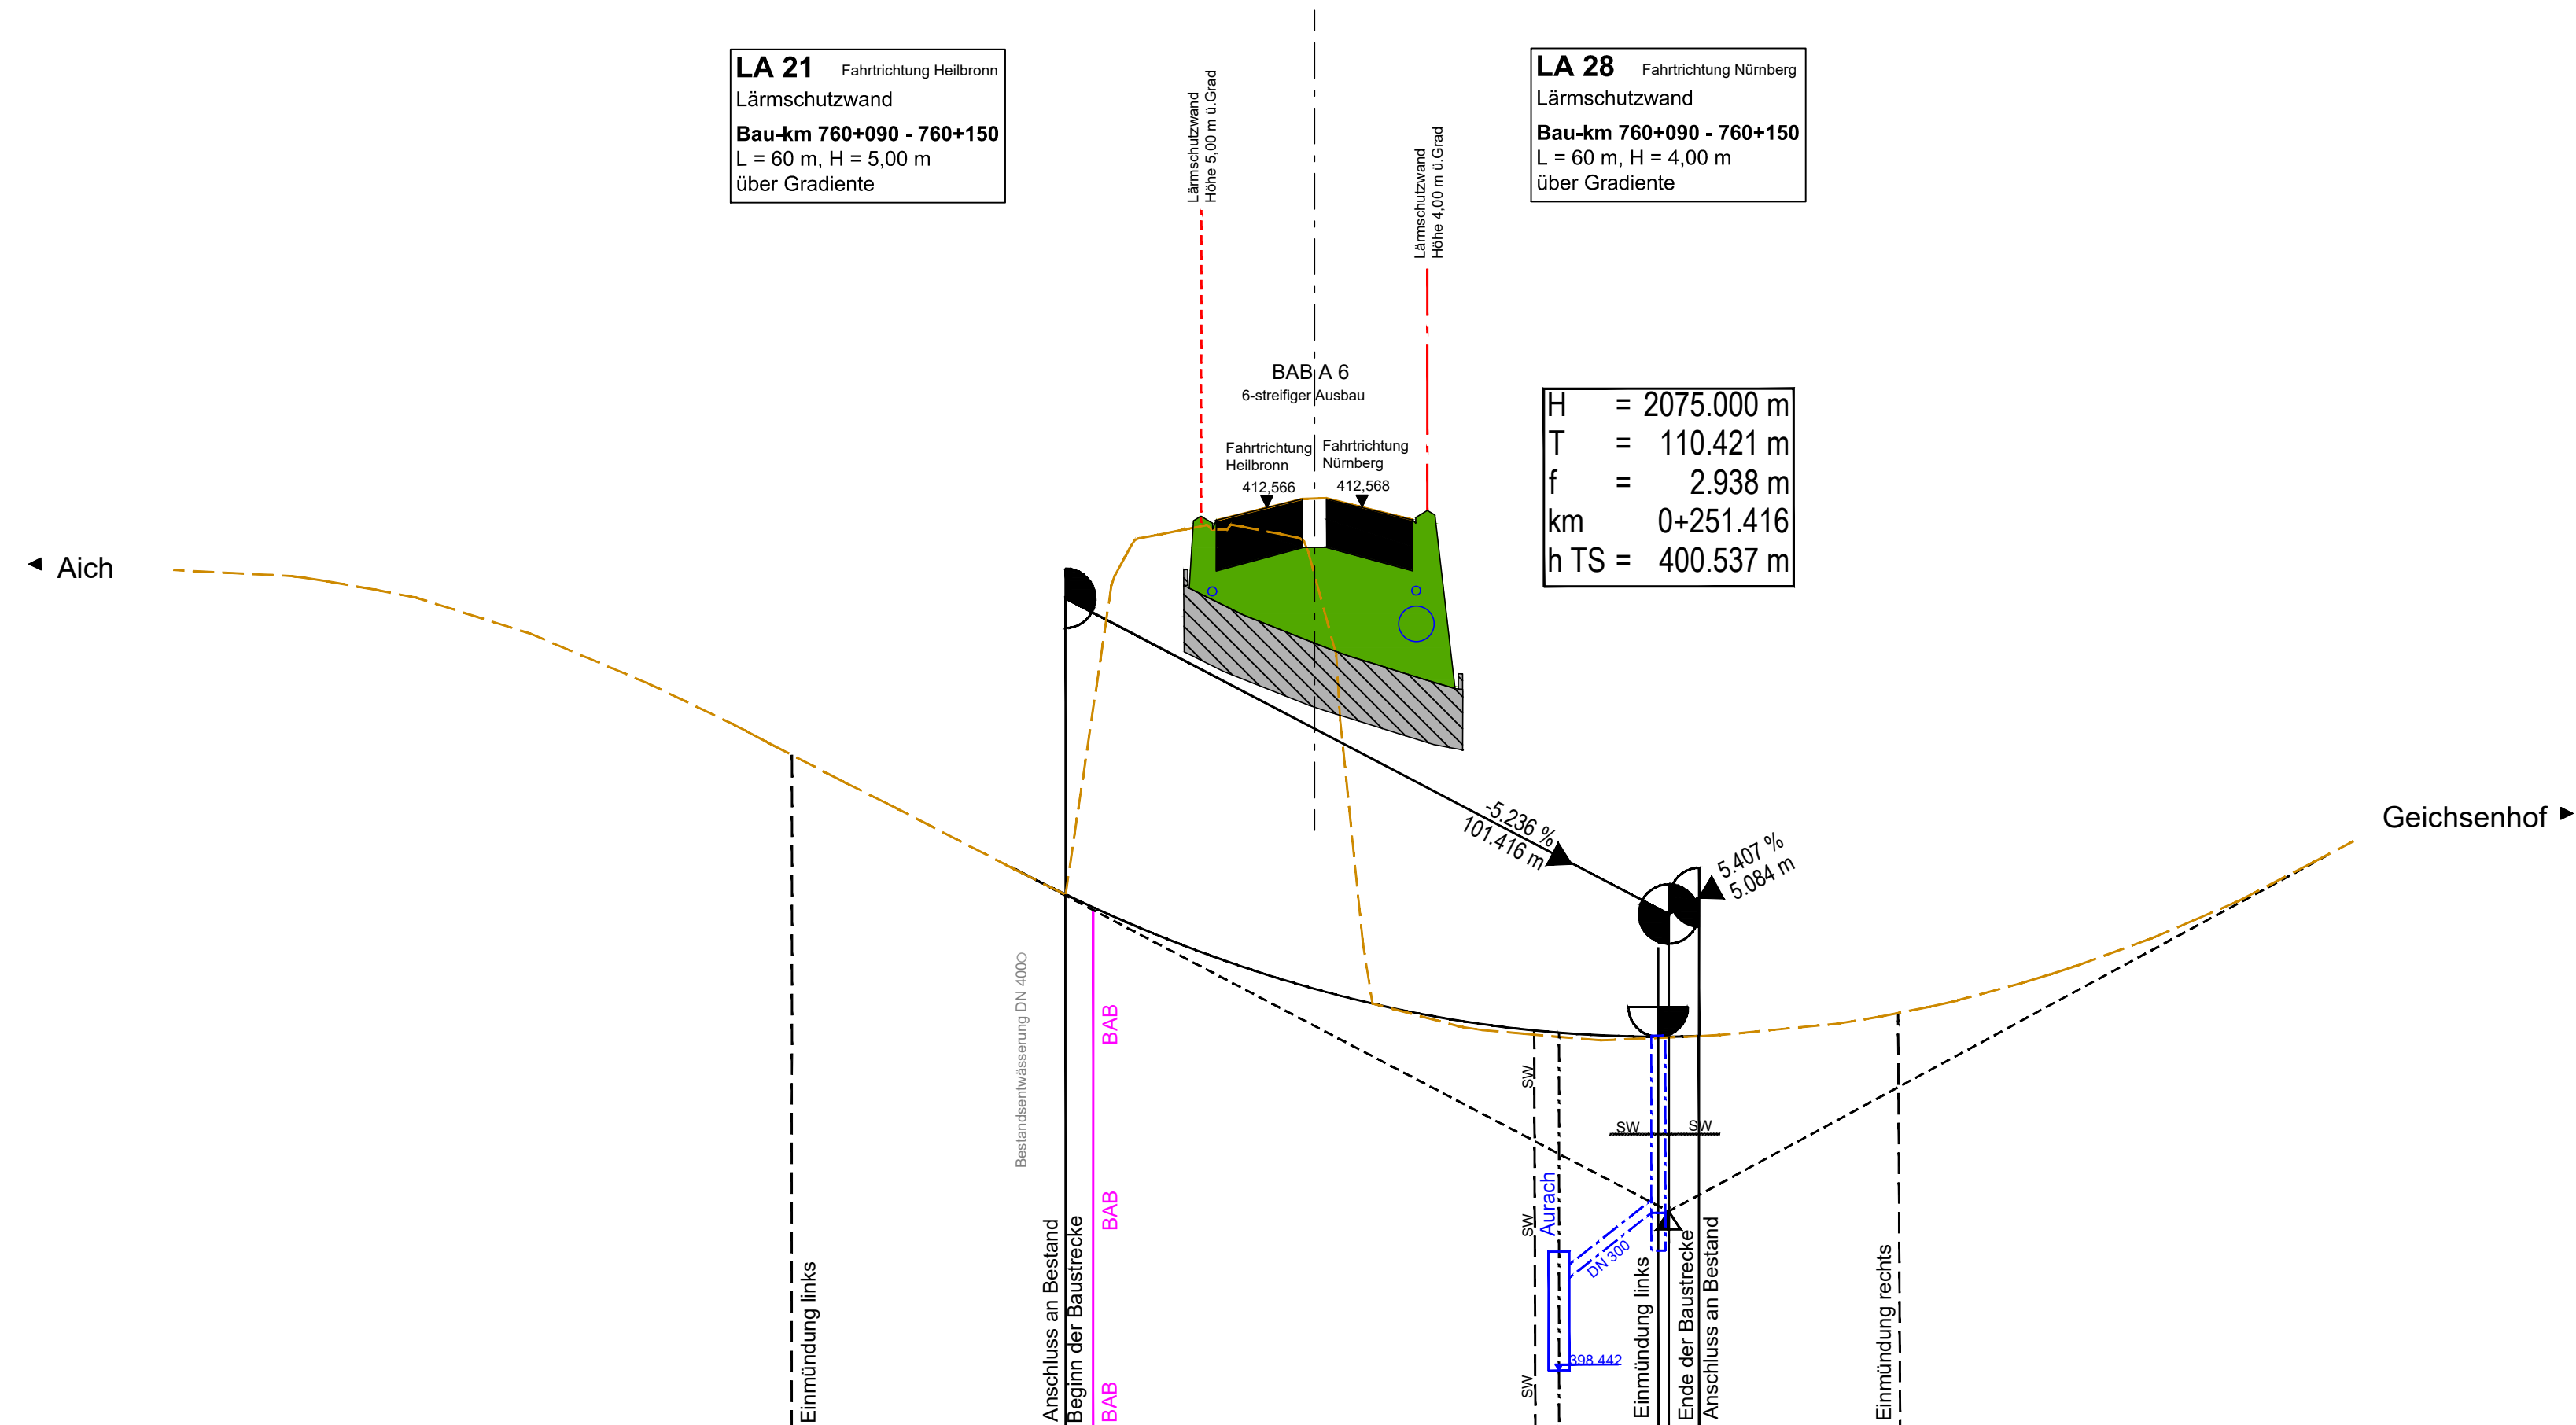 LA 21 Fahrtrichtung Heilbronn
Lärmschutzwand
Bau-km 760+090 - 760+150
L = 60 m, H = 5,00 m
über Gradiente
Lärmschutzwand
Höhe 5,00 m ü.Grad
Lärmschutzwand
Höhe 4,00 m ü.Grad
LA 28 Fahrtrichtung Nürnberg
Lärmschutzwand
Bau-km 760+090 - 760+150
L = 60 m, H = 4,00 m
über Gradiente
BAB A 6
6-streifiger Ausbau
Fahrtrichtung
Heilbronn
412,566
Fahrtrichtung
Nürnberg
412,568
H = 2075.000 m
T = 110.421 m
f = 2.938 m
km 0+251.416
h TS = 400.537 m
Aich
Geichsenhof
-5.236 %
101.416 m
5.407 %
5.084 m
Bestandsentwässerung DN 400
BAB
BAB
BAB
SW
SW
SW
SW
SW
Aurach
DN 300
398.442
Einmündung links
Anschluss an Bestand
Beginn der Baustrecke
Einmündung links
Ende der Baustrecke
Anschluss an Bestand
Einmündung rechts